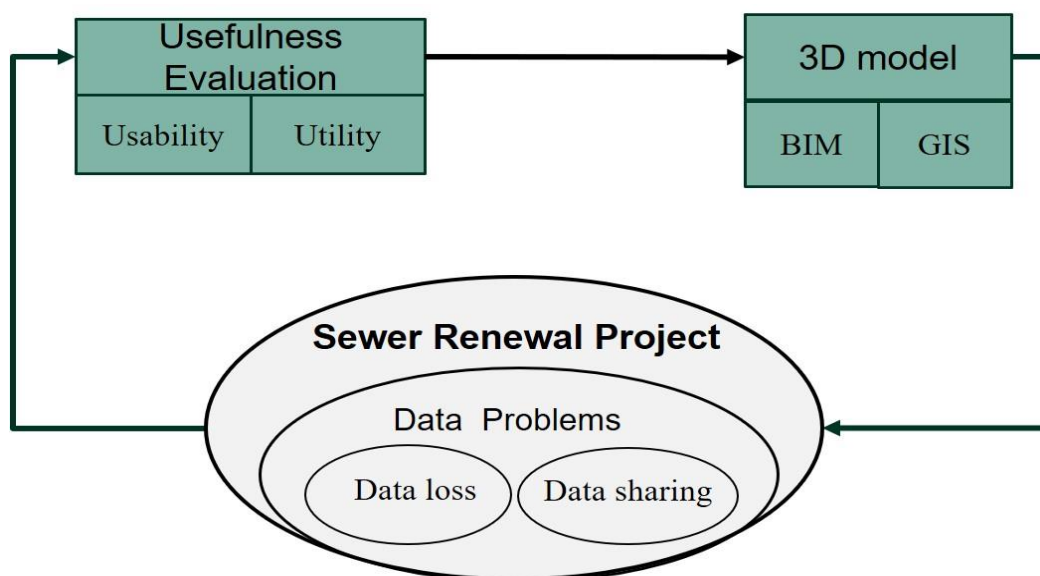 Usefulness
Evaluation
Usability
Utility
3D model
BIM
GIS
Sewer Renewal Project
Data Problems
Data loss
Data sharing